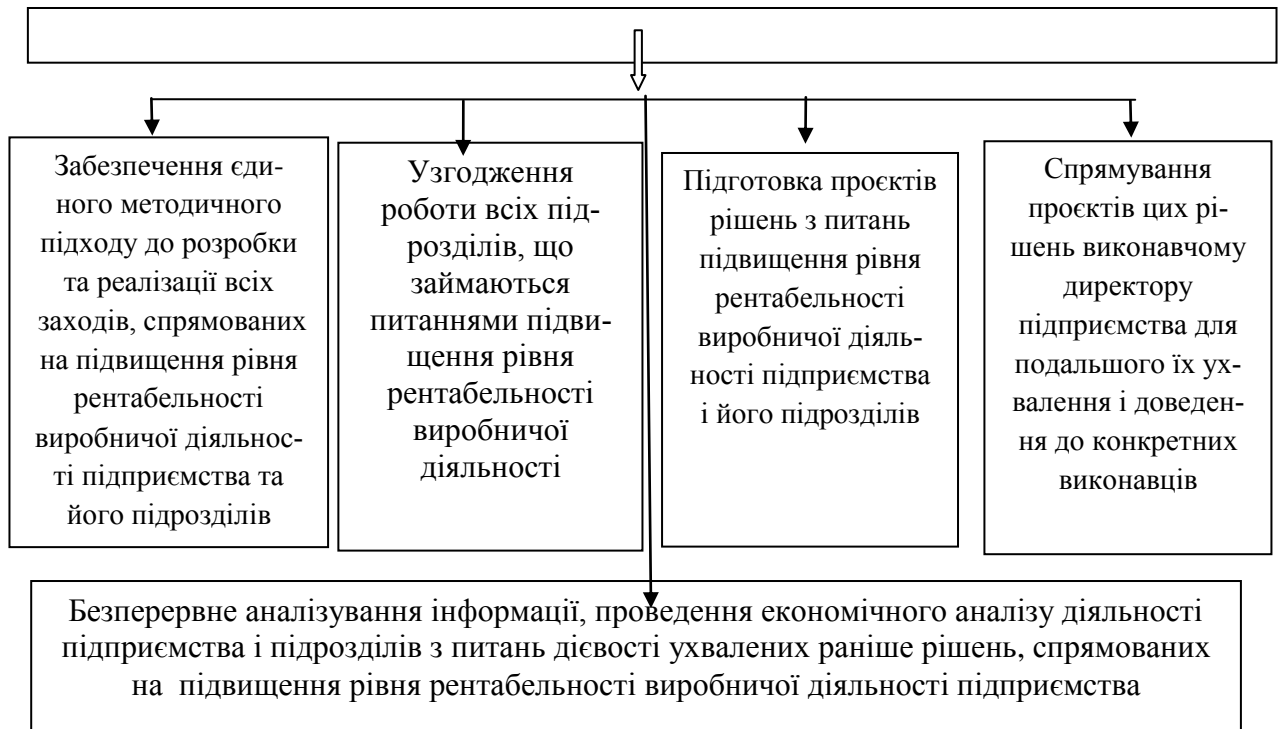 Забезпечення єди-
ного методичного
підходу до розробки
та реалізації всіх
заходів, спрямованих
на підвищення рівня
рентабельності
виробничої діяльнос-
ті підприємства та
його підрозділів
Узгодження
роботи всіх під-
розділів, що
займаються
питаннями підви-
щення рівня
рентабельності
виробничої
діяльності
Підготовка проєктів
рішень з питань
підвищення рівня
рентабельності
виробничої діяль-
ності підприємства
і його підрозділів
Спрямування
проєктів цих рі-
шень виконавчому
директору
підприємства для
подальшого їх ух-
валення і доведен-
ня до конкретних
виконавців
Безперервне аналізування інформації, проведення економічного аналізу діяльності
підприємства і підрозділів з питань дієвості ухвалених раніше рішень, спрямованих
на підвищення рівня рентабельності виробничої діяльності підприємства